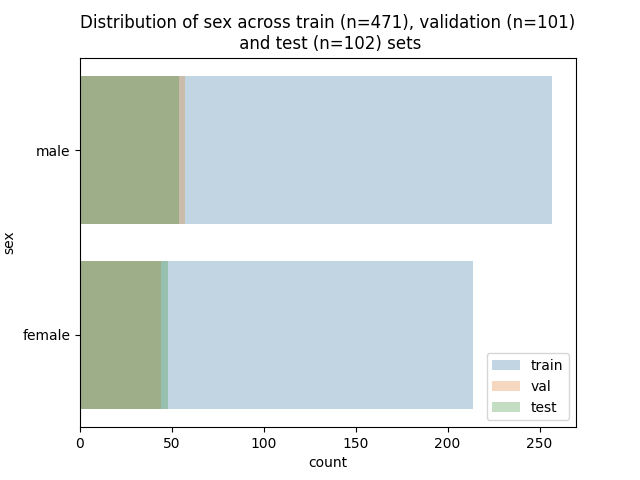 Distribution of sex across train (n=471), validation (n=101)
and test (n=102) sets
male
sex
female
train
val
test
0 50 100 150 200 250
count